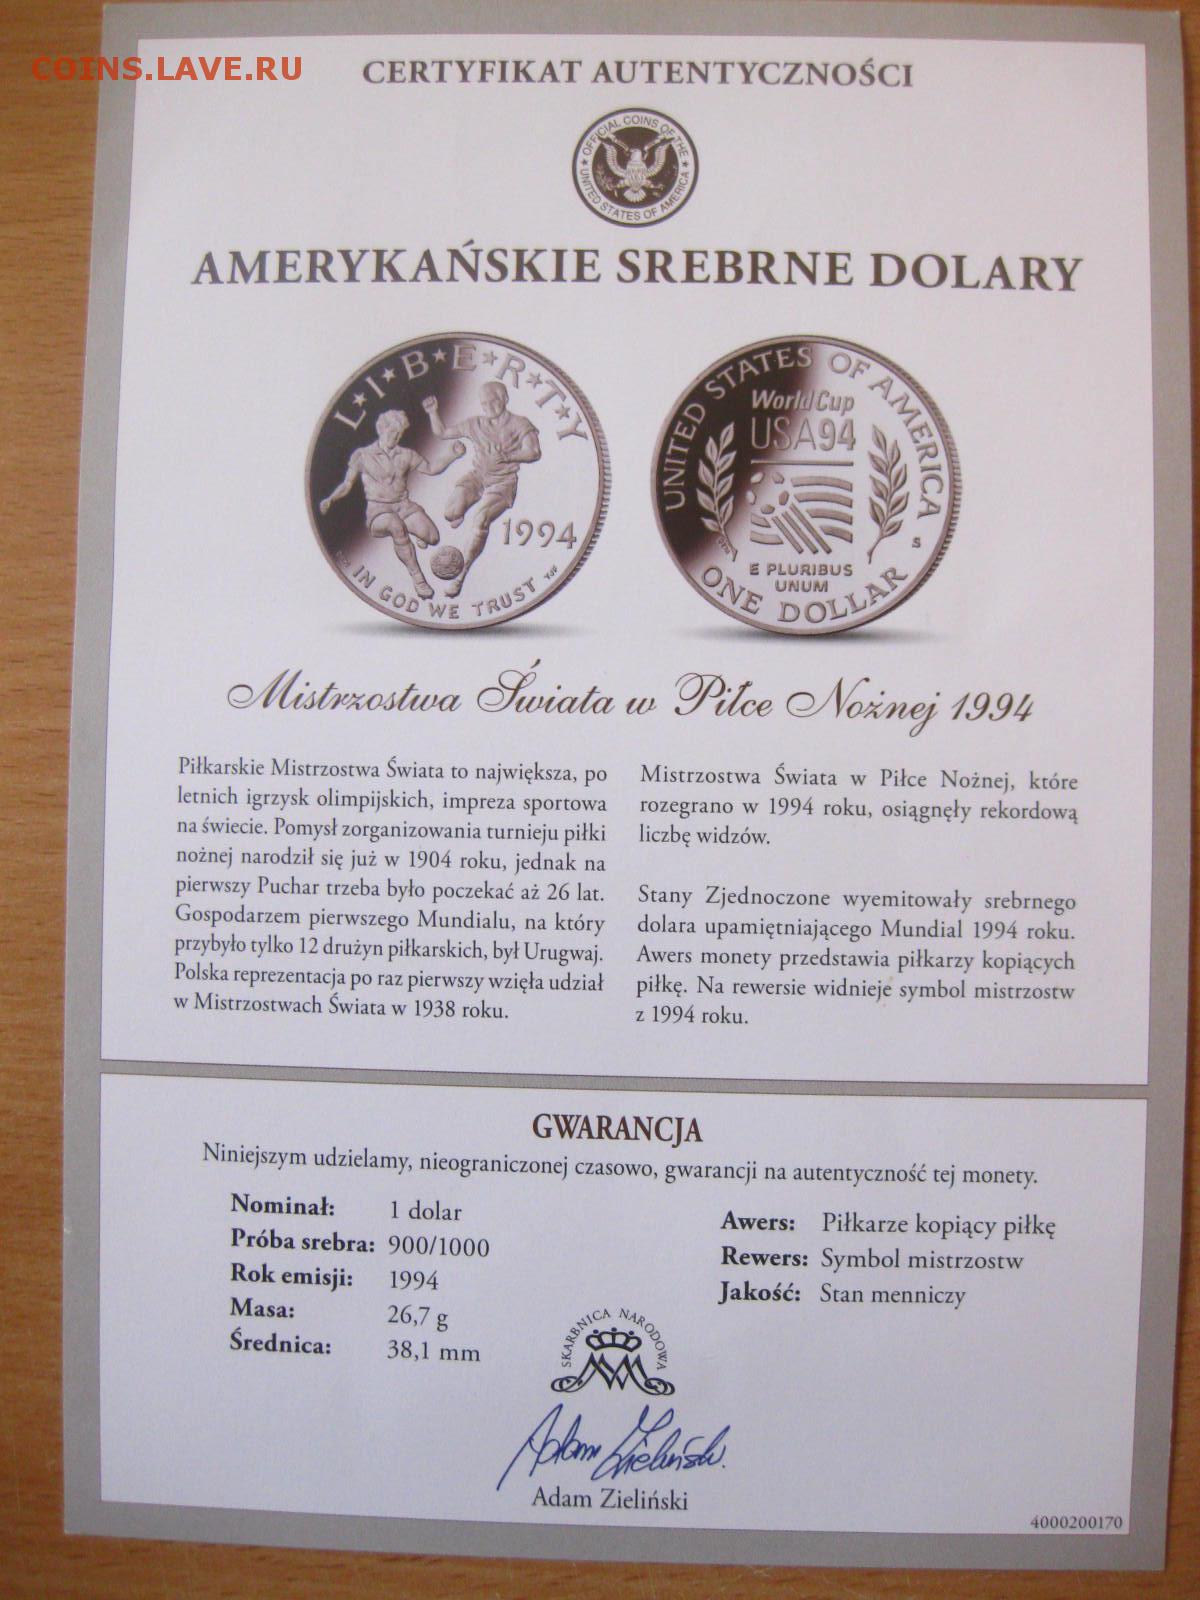 COINS.LAVE.RU
CERTYFIKAT AUTENTYCZNOŚCI
OFFICIAL COINS OF THE
UNITED STATES OF AMERICA
AMERYKAŃSKIE SREBRNE DOLARY
L★I★B★E★R★T★Y
1994
IN GOD WE TRUST
UNITED STATES OF AMERICA
World Cup
USA94
S
E PLURIBUS
UNUM
ONE DOLLAR
Mistrzostwa Świata w Piłce Nożnej 1994
Piłkarskie Mistrzostwa Świata to największa, po
letnich igrzysk olimpijskich, impreza sportowa
na świecie. Pomysł zorganizowania turnieju piłki
nożnej narodził się już w 1904 roku, jednak na
pierwszy Puchar trzeba było poczekać aż 26 lat.
Gospodarzem pierwszego Mundialu, na który
przybyło tylko 12 drużyn piłkarskich, był Urugwaj.
Polska reprezentacja po raz pierwszy wzięła udział
w Mistrzostwach Świata w 1938 roku.
Mistrzostwa Świata w Piłce Nożnej, które
rozegrano w 1994 roku, osiągnęły rekordową
liczbę widzów.
Stany Zjednoczone wyemitowały srebrnego
dolara upamiętniającego Mundial 1994 roku.
Awers monety przedstawia piłkarzy kopiących
piłkę. Na rewersie widnieje symbol mistrzostw
z 1994 roku.
GWARANCJA
Niniejszym udzielamy, nieograniczonej czasowo, gwarancji na autentyczność tej monety.
Nominał: 1 dolar
Próba srebra: 900/1000
Rok emisji: 1994
Masa: 26,7 g
Średnica: 38,1 mm
Awers: Piłkarze kopiący piłkę
Rewers: Symbol mistrzostw
Jakość: Stan menniczy
SKARBNICA NARODOWA
Adam Zieliński
Adam Zieliński
4000200170